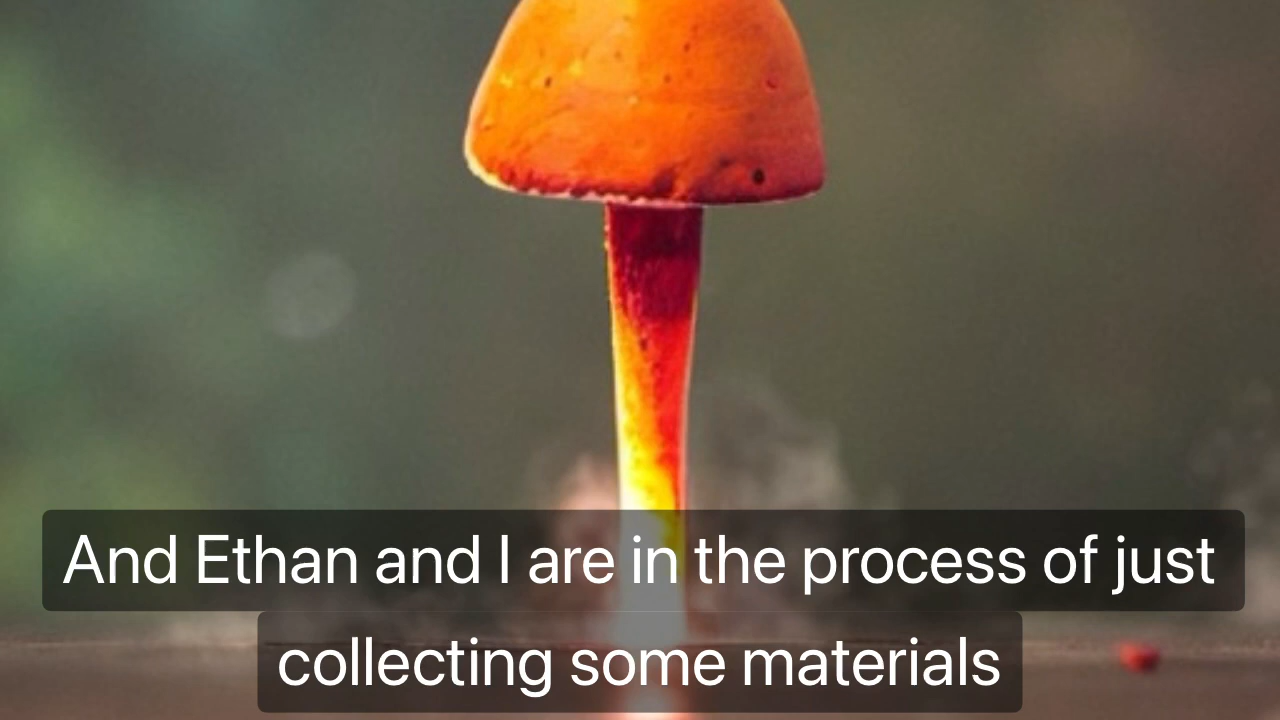 And Ethan and I are in the process of just
collecting some materials